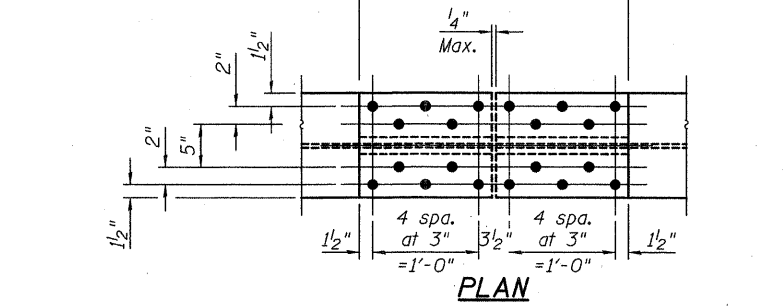 1/4"
Max.
1 1/2"
2"
5"
2"
1 1/2"
4 spa.
at 3"
=1'-0"
4 spa.
at 3"
=1'-0"
1 1/2"
3 1/2"
1 1/2"
PLAN